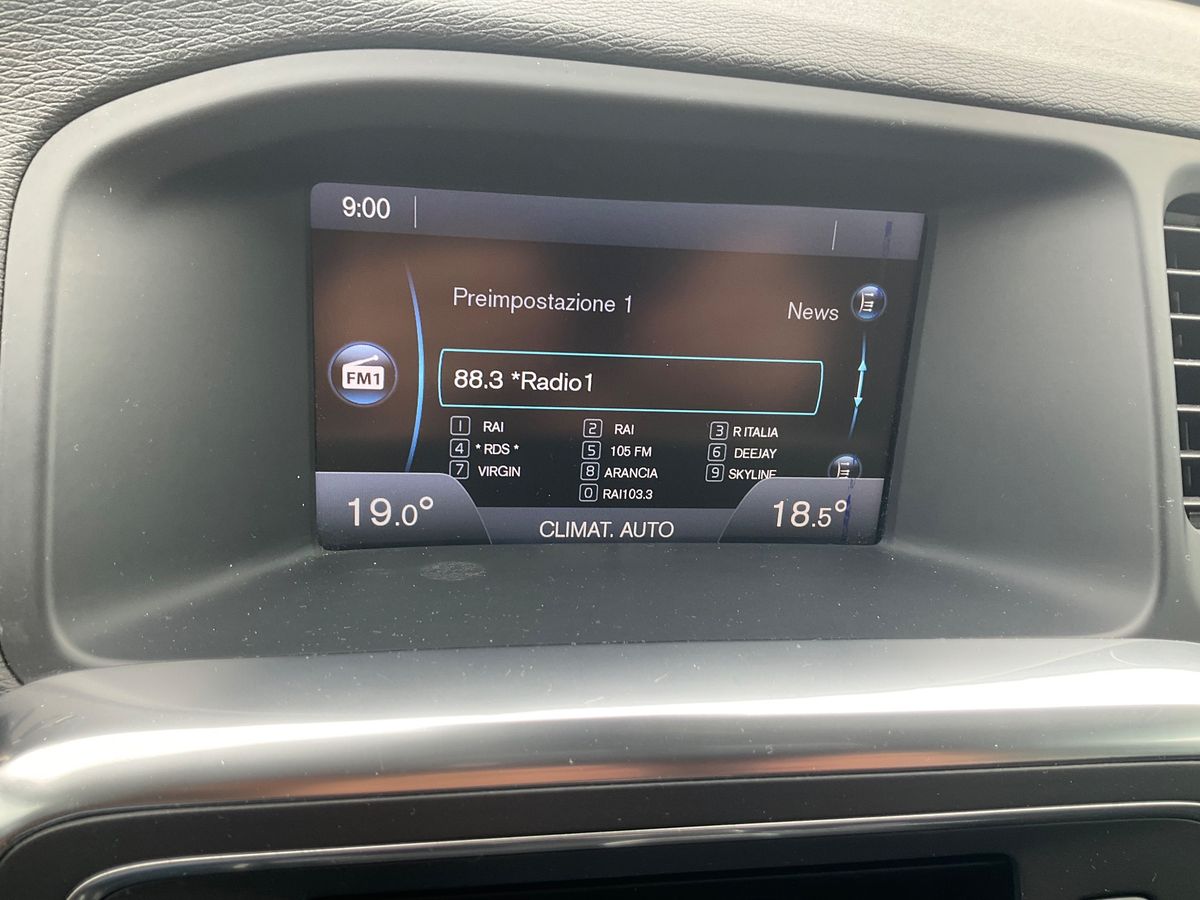 9:00
Preimpostazione 1
News
FM1
88.3 *Radio1
1 RAI 2 RAI 3 R ITALIA
4 * RDS * 5 105 FM 6 DEEJAY
7 VIRGIN 8 ARANCIA 9 SKYLINE
0 RAI103.3
19.0° CLIMAT. AUTO 18.5°